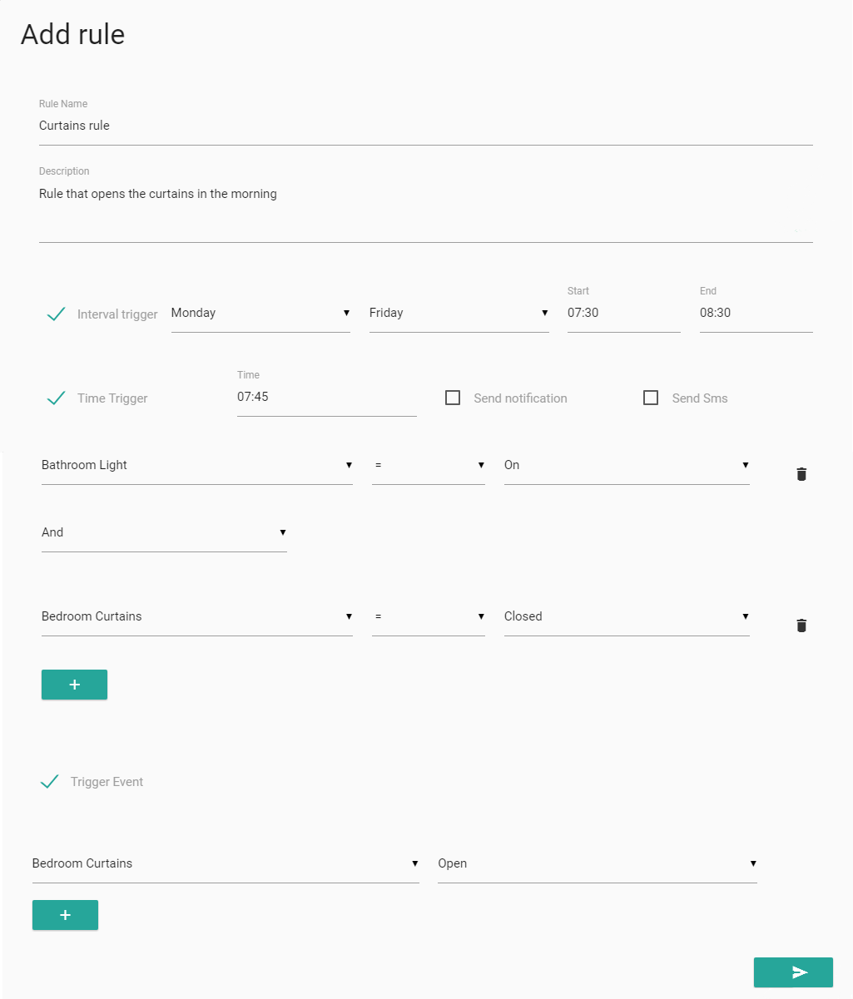 Add rule
Rule Name
Curtains rule
Description
Rule that opens the curtains in the morning
Start End
Interval trigger Monday Friday 07:30 08:30
Time
Time Trigger 07:45 Send notification Send Sms
Bathroom Light = On
And
Bedroom Curtains = Closed
+
Trigger Event
Bedroom Curtains Open
+